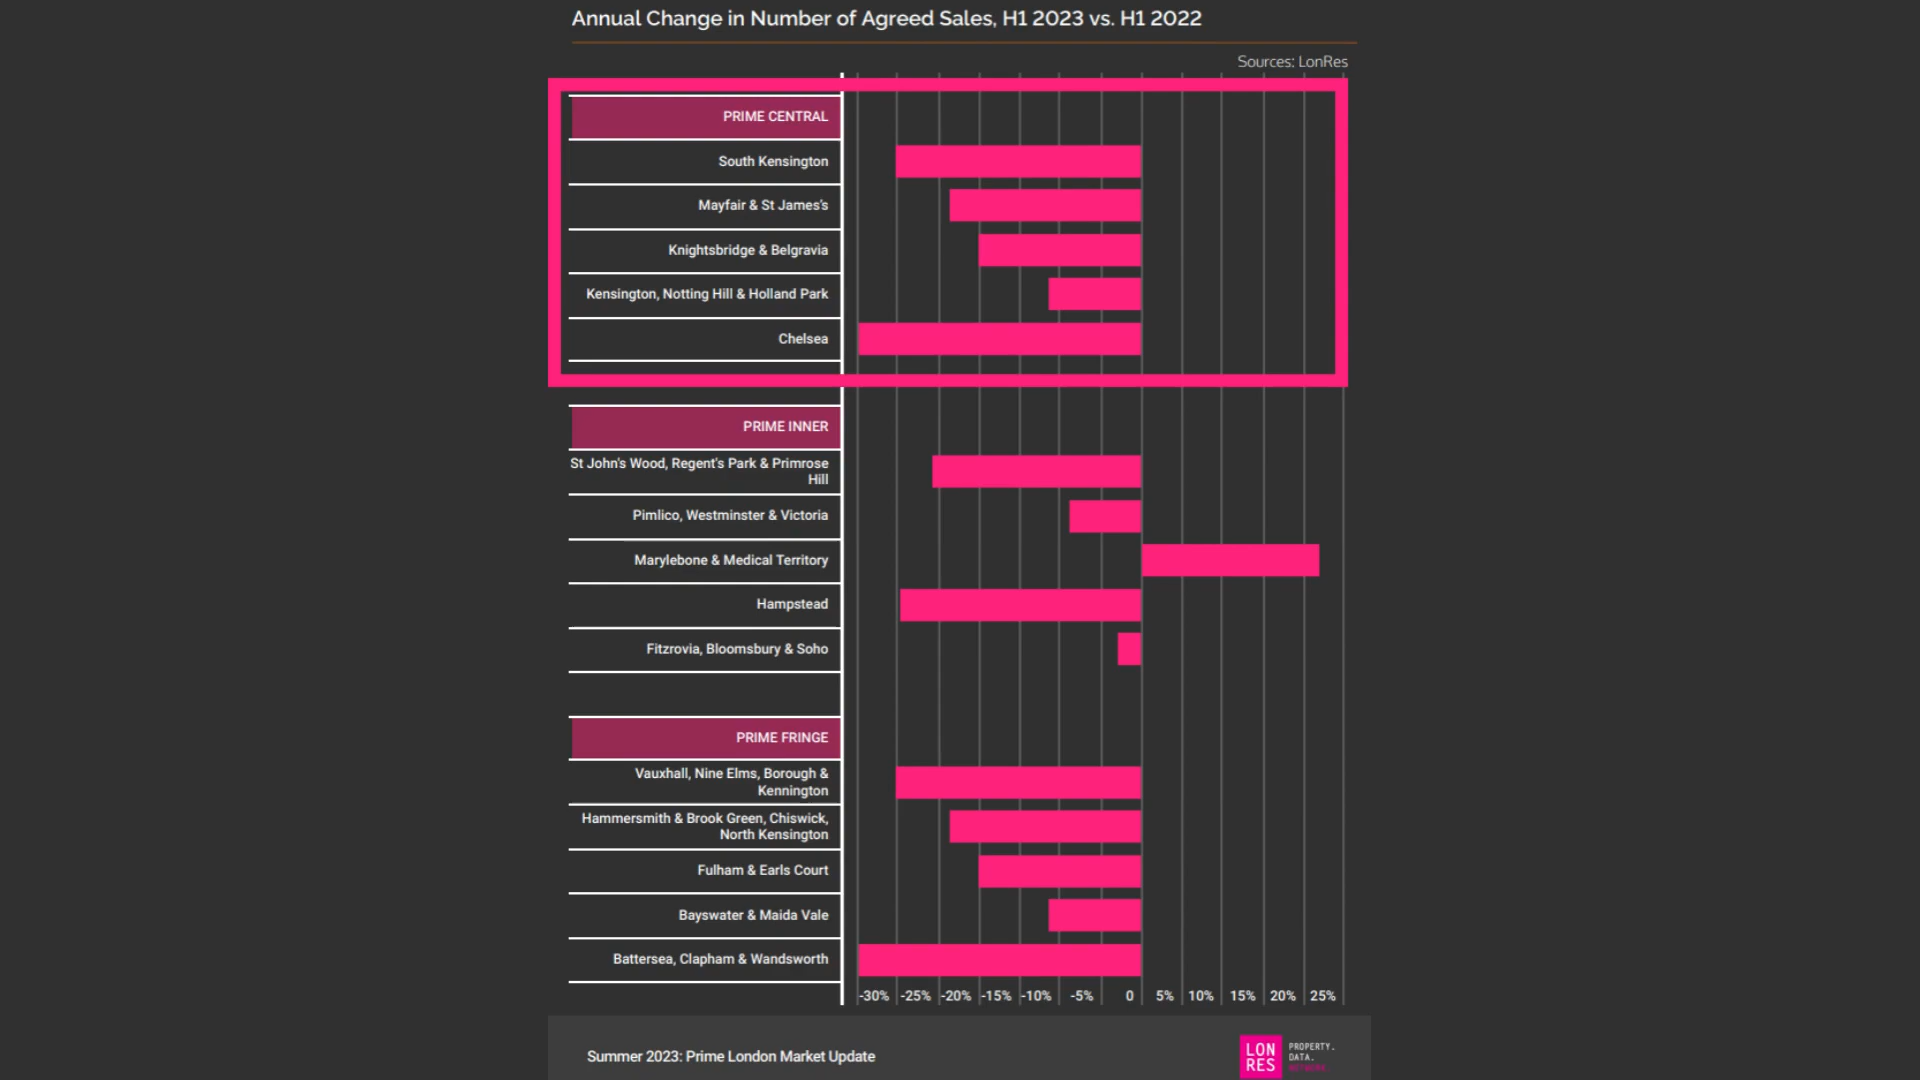 Annual Change in Number of Agreed Sales, H1 2023 vs. H1 2022
Sources: LonRes
PRIME CENTRAL
South Kensington
Mayfair & St James's
Knightsbridge & Belgravia
Kensington, Notting Hill & Holland Park
Chelsea
PRIME INNER
St John's Wood, Regent's Park & Primrose
Hill
Pimlico, Westminster & Victoria
Marylebone & Medical Territory
Hampstead
Fitzrovia, Bloomsbury & Soho
PRIME FRINGE
Vauxhall, Nine Elms, Borough &
Kennington
Hammersmith & Brook Green, Chiswick,
North Kensington
Fulham & Earls Court
Bayswater & Maida Vale
Battersea, Clapham & Wandsworth
-30% -25% -20% -15% -10% -5% 0 5% 10% 15% 20% 25%
Summer 2023: Prime London Market Update
LON
RES
PROPERTY.
DATA.
NETWORK.